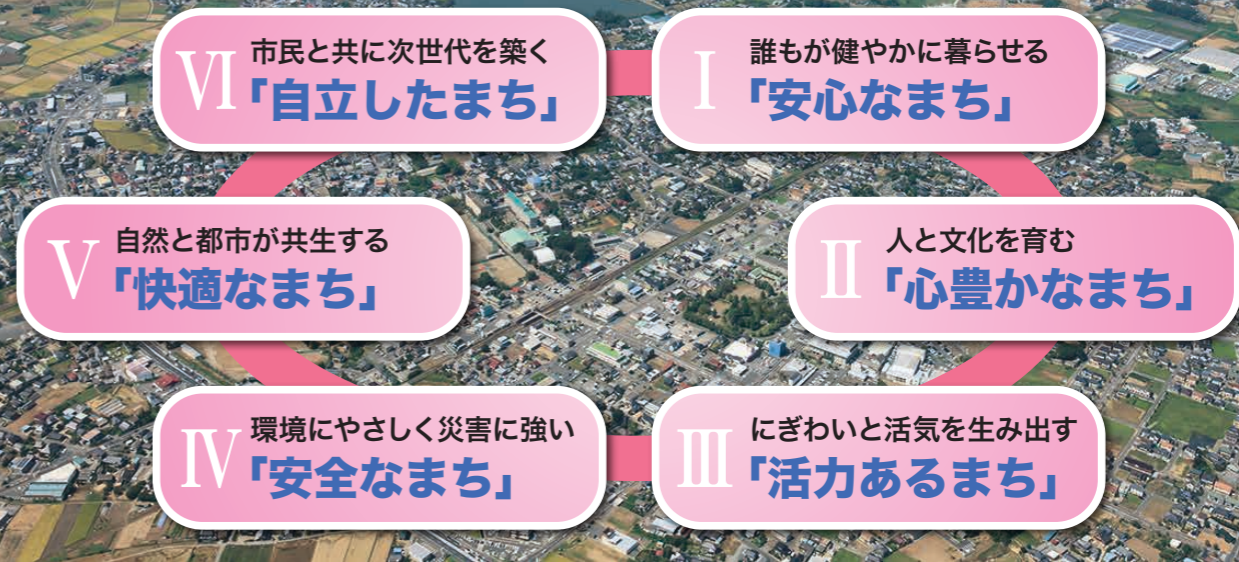 Ⅰ
誰もが健やかに暮らせる
「安心なまち」
Ⅱ
人と文化を育む
「心豊かなまち」
Ⅲ
にぎわいと活気を生み出す
「活力あるまち」
Ⅳ
環境にやさしく災害に強い
「安全なまち」
Ⅴ
自然と都市が共生する
「快適なまち」
Ⅵ
市民と共に次世代を築く
「自立したまち」